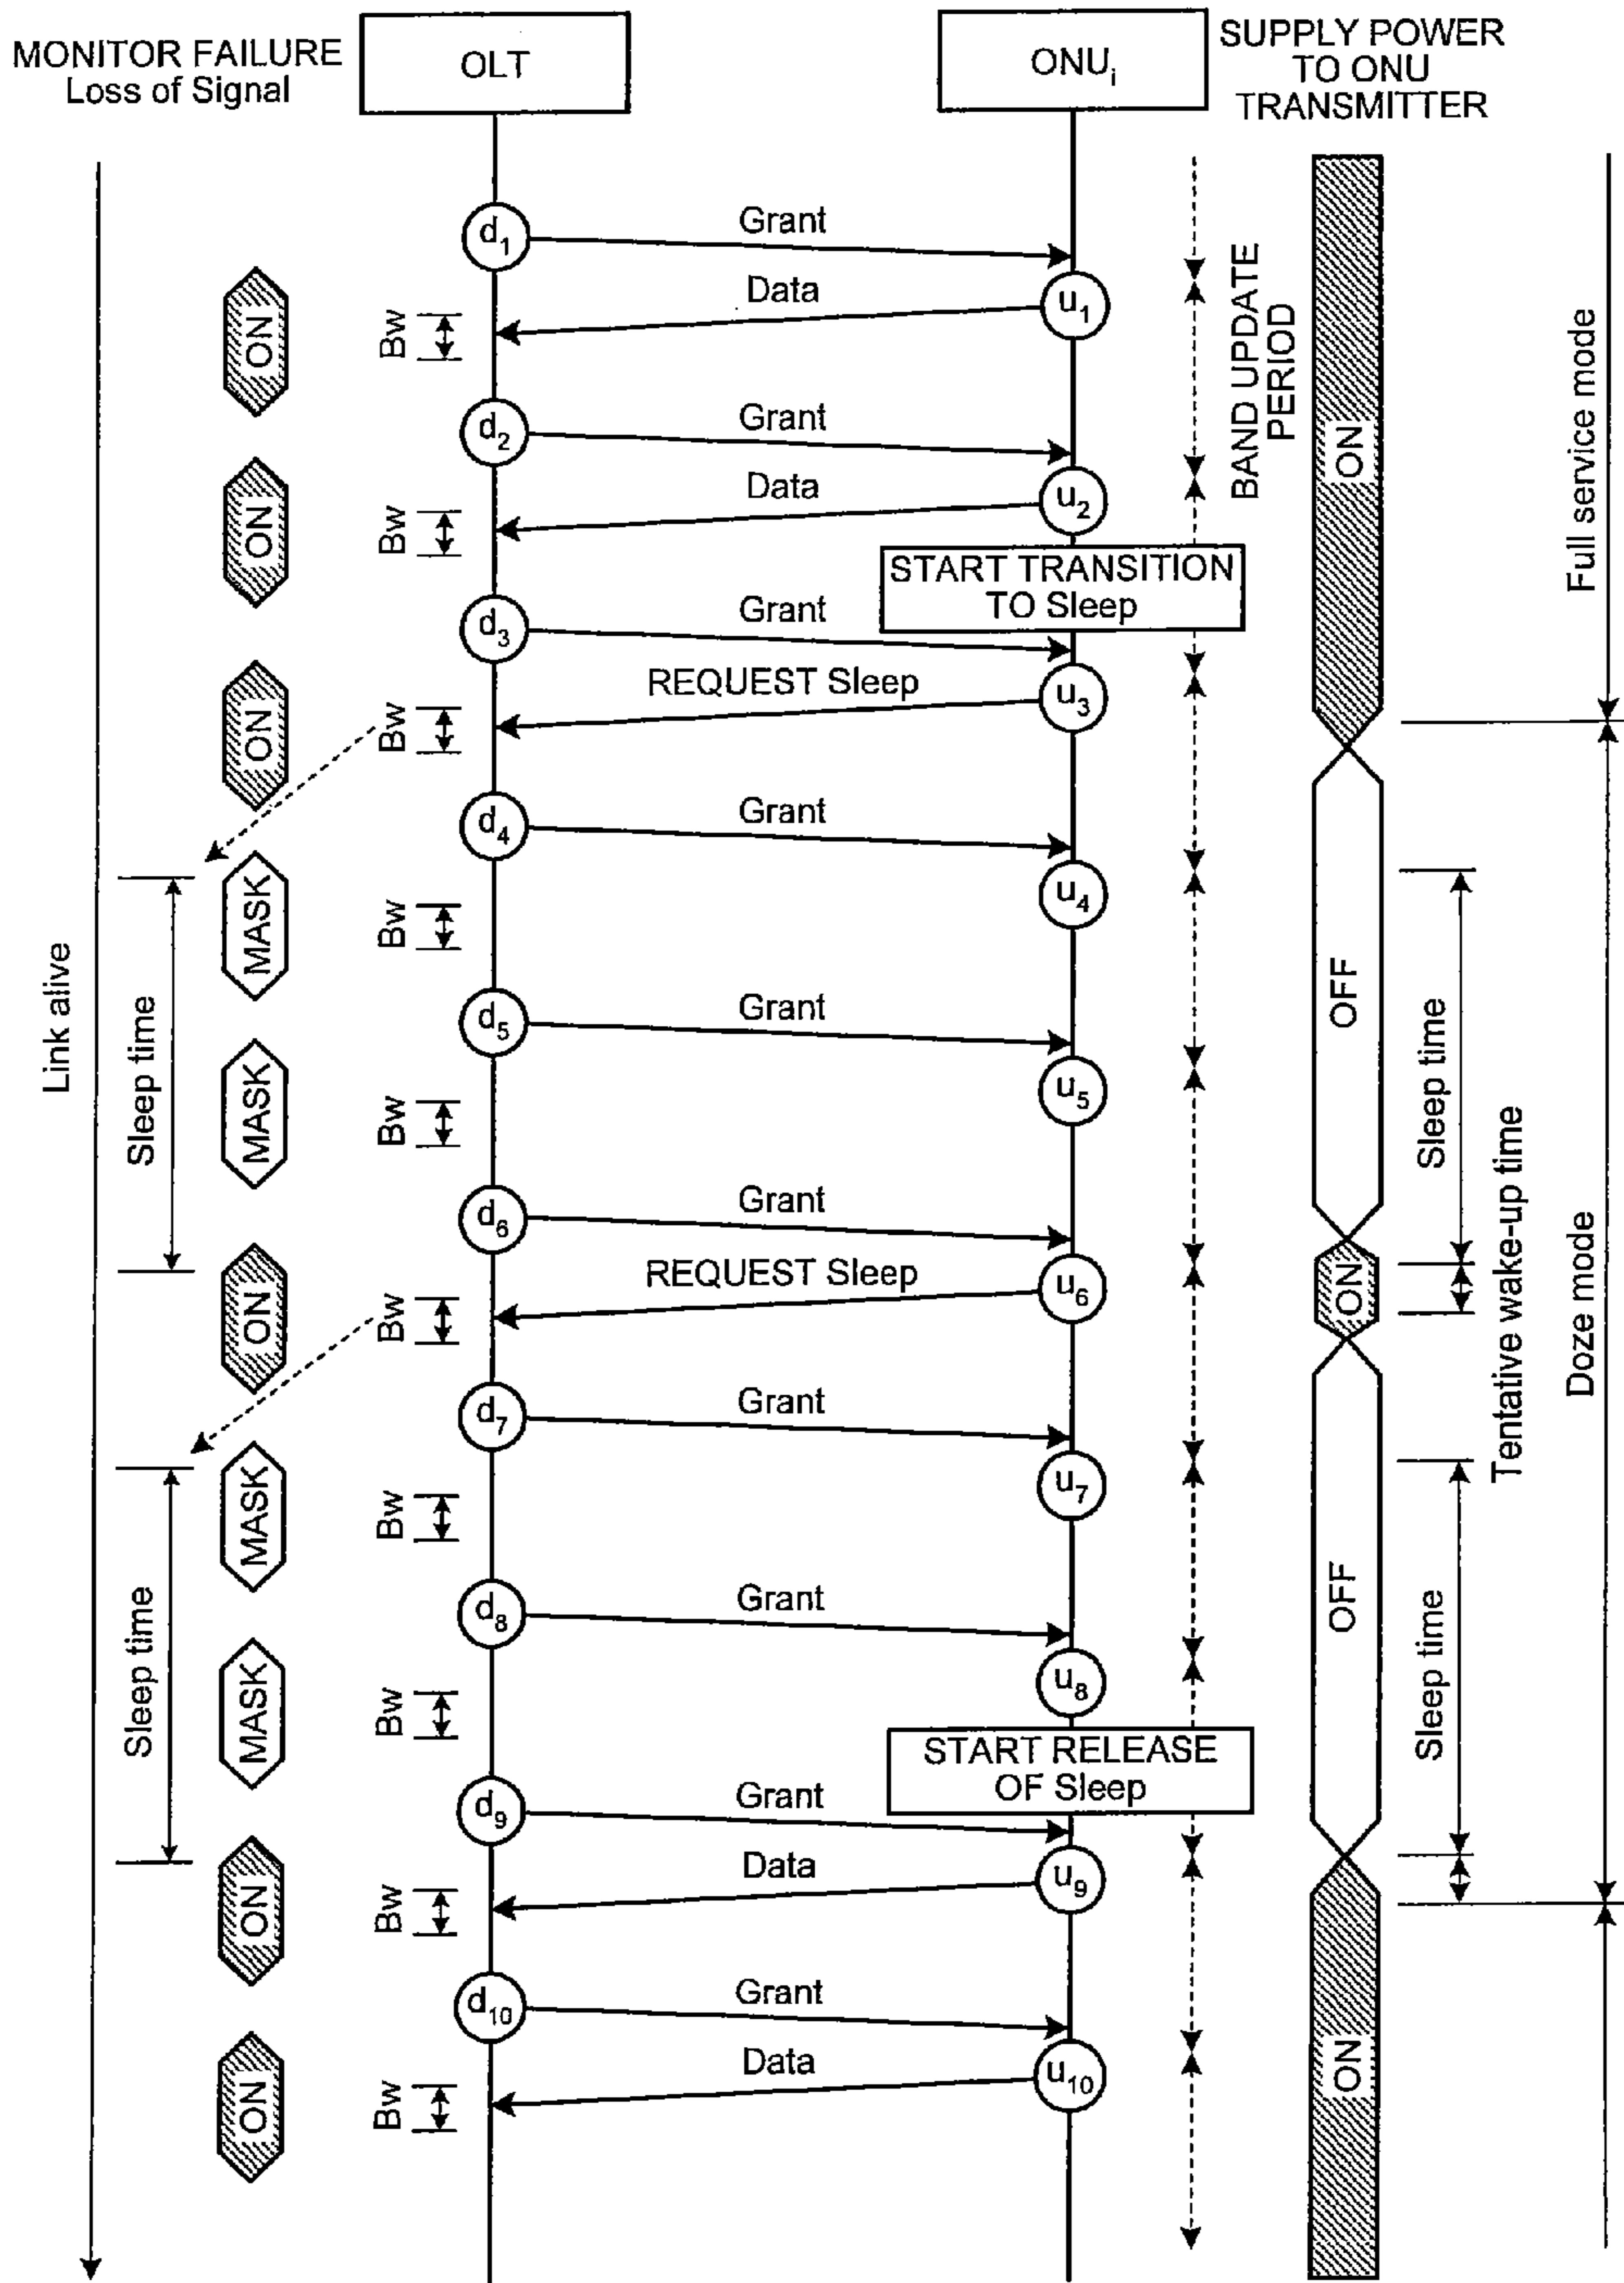 MONITOR FAILURE
Loss of Signal
OLT
ONUi
SUPPLY POWER
TO ONU
TRANSMITTER
d1
Grant
ON
Data
u1
Bw
BAND UPDATE
PERIOD
ON
Full service mode
d2
Grant
ON
Data
u2
Bw
START TRANSITION
TO Sleep
d3
Grant
ON
REQUEST Sleep
u3
Bw
d4
Grant
MASK
u4
Bw
Link alive
Sleep time
OFF
Sleep time
d5
Grant
MASK
u5
Bw
Tentative wake-up time
Doze mode
d6
Grant
ON
REQUEST Sleep
u6
Bw
ON
d7
Grant
MASK
u7
Bw
Sleep time
OFF
Sleep time
d8
Grant
MASK
u8
Bw
START RELEASE
OF Sleep
d9
Grant
ON
Data
u9
Bw
d10
Grant
ON
Data
u10
Bw
ON